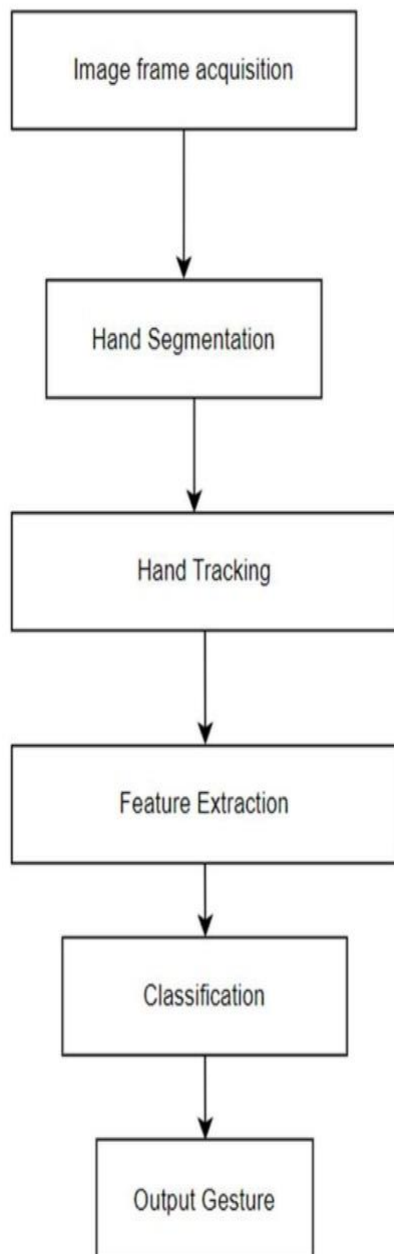 Image frame acquisition
Hand Segmentation
Hand Tracking
Feature Extraction
Classification
Output Gesture